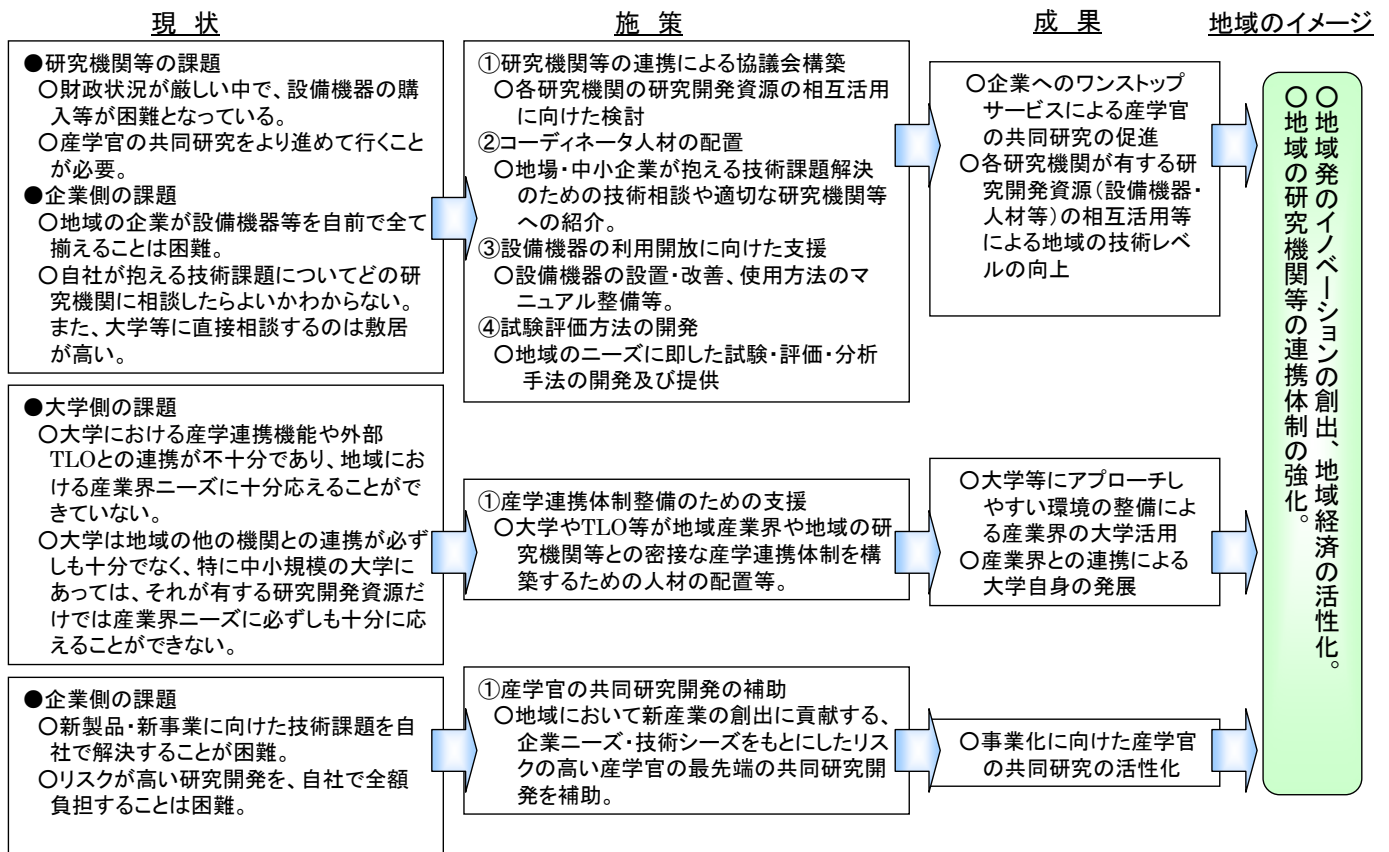 現 状
●研究機関等の課題
○財政状況が厳しい中で、設備機器の購
入等が困難となっている。
○産学官の共同研究をより進めて行くこと
が必要。
●企業側の課題
○地域の企業が設備機器等を自前で全て
揃えることは困難。
○自社が抱える技術課題についてどの研
究機関に相談したらよいかわからない。
また、大学等に直接相談するのは敷居
が高い。
●大学側の課題
○大学における産学連携機能や外部
TLOとの連携が不十分であり、地域にお
ける産業界ニーズに十分応えることがで
きていない。
○大学は地域の他の機関との連携が必ず
しも十分でなく、特に中小規模の大学に
あっては、それが有する研究開発資源だ
けでは産業界ニーズに必ずしも十分に応
えることができない。
●企業側の課題
○新製品・新事業に向けた技術課題を自
社で解決することが困難。
○リスクが高い研究開発を、自社で全額
負担することは困難。
施 策
①研究機関等の連携による協議会構築
○各研究機関の研究開発資源の相互活用
に向けた検討
②コーディネータ人材の配置
○地場・中小企業が抱える技術課題解決
のための技術相談や適切な研究機関等
への紹介。
③設備機器の利用開放に向けた支援
○設備機器の設置・改善、使用方法のマ
ニュアル整備等。
④試験評価方法の開発
○地域のニーズに即した試験・評価・分析
手法の開発及び提供
①産学連携体制整備のための支援
○大学やTLO等が地域産業界や地域の研
究機関等との密接な産学連携体制を構
築するための人材の配置等。
①産学官の共同研究開発の補助
○地域において新産業の創出に貢献する、
企業ニーズ・技術シーズをもとにしたリス
クの高い産学官の最先端の共同研究開
発を補助。
成 果
○企業へのワンストップ
サービスによる産学官
の共同研究の促進
○各研究機関が有する研
究開発資源(設備機器・
人材等)の相互活用等
による地域の技術レベ
ルの向上
○大学等にアプローチし
やすい環境の整備によ
る産業界の大学活用
○産業界との連携による
大学自身の発展
○事業化に向けた産学官
の共同研究の活性化
地域のイメージ
○地域発のイノベーションの創出、地域経済の活性化。
○地域の研究機関等の連携体制の強化。